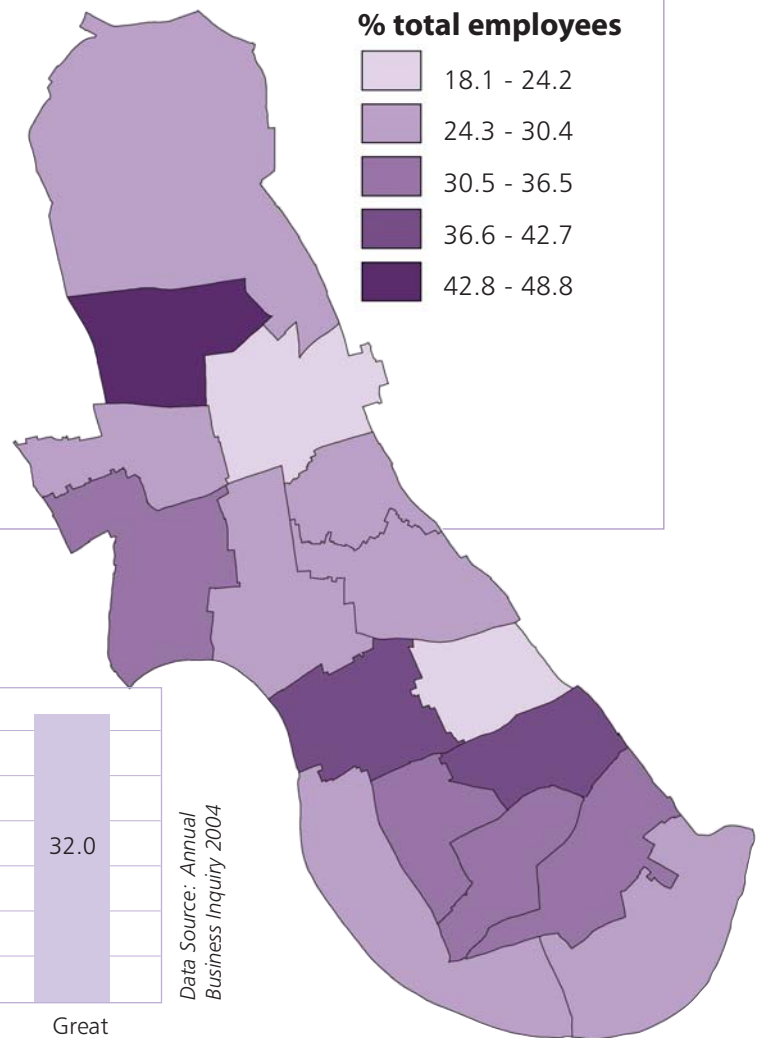 % total employees
18.1 - 24.2
24.3 - 30.4
30.5 - 36.5
36.6 - 42.7
42.8 - 48.8
32.0
Great
Data Source: Annual
Business Inquiry 2004